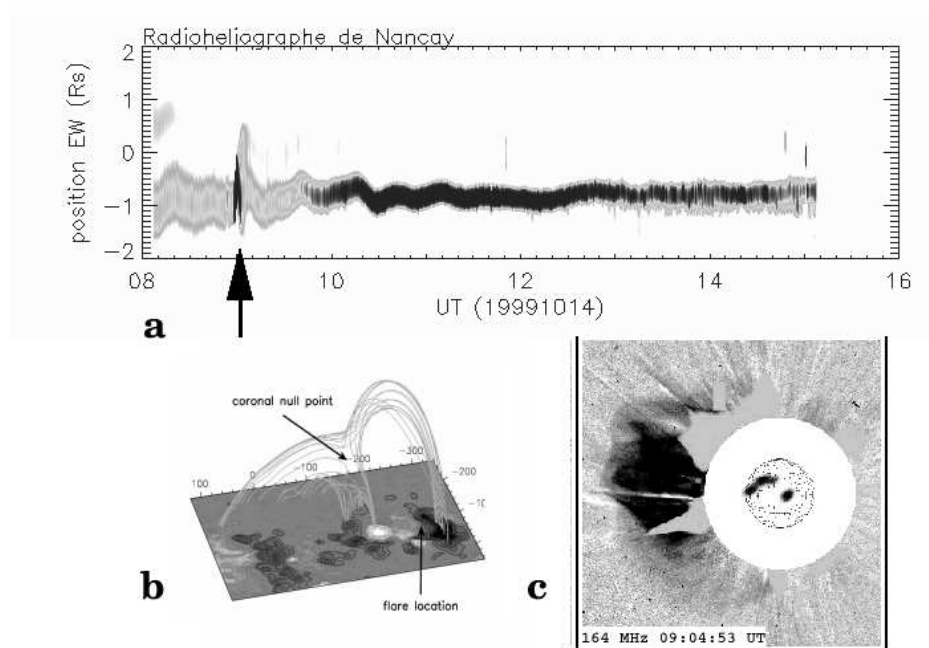 Radioheliographe de Nancay
position EW (Rs)
2
1
0
−1
−2
08
10
12
14
16
UT (19991014)
a
coronal null point
100
0
−100
−200
−300
−200
flare location
b
c
164 MHz 09:04:53 UT